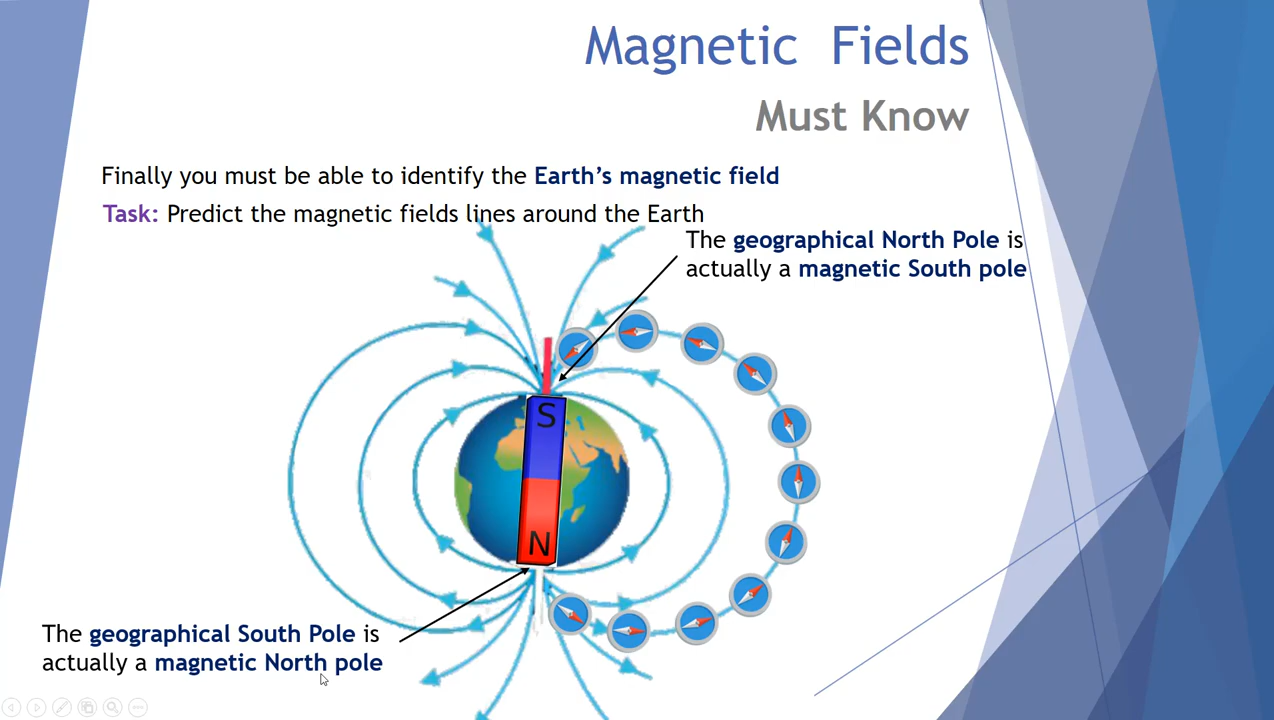 Magnetic Fields
Must Know
Finally you must be able to identify the Earth's magnetic field
Task: Predict the magnetic fields lines around the Earth
The geographical North Pole is
actually a magnetic South pole
S
N
The geographical South Pole is
actually a magnetic North pole